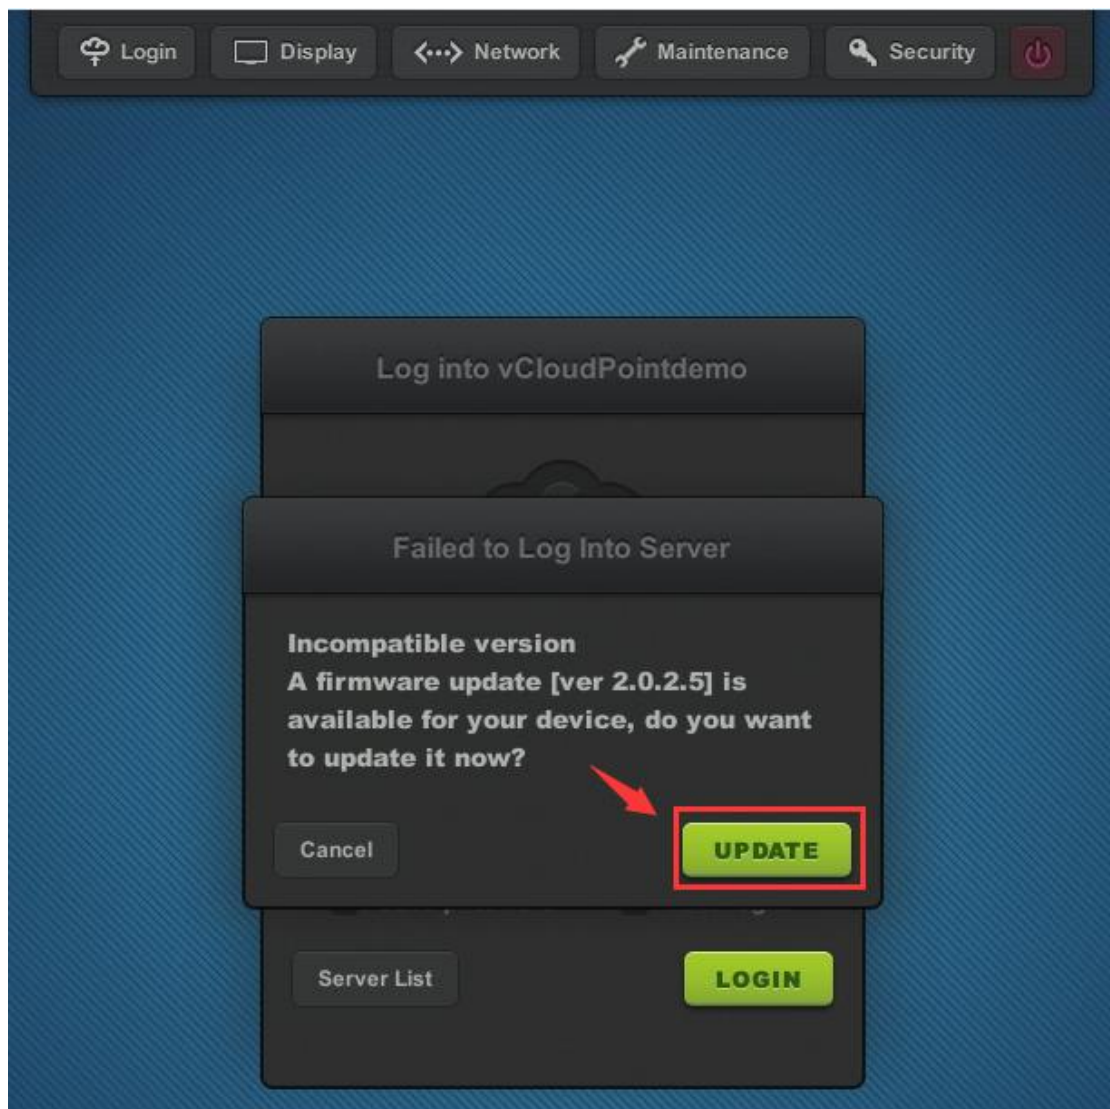 Login
Display
Network
Maintenance
Security
Log into vCloudPointdemo
Failed to Log Into Server
Incompatible version
A firmware update [ver 2.0.2.5] is
available for your device, do you want
to update it now?
Cancel
UPDATE
Server List
LOGIN